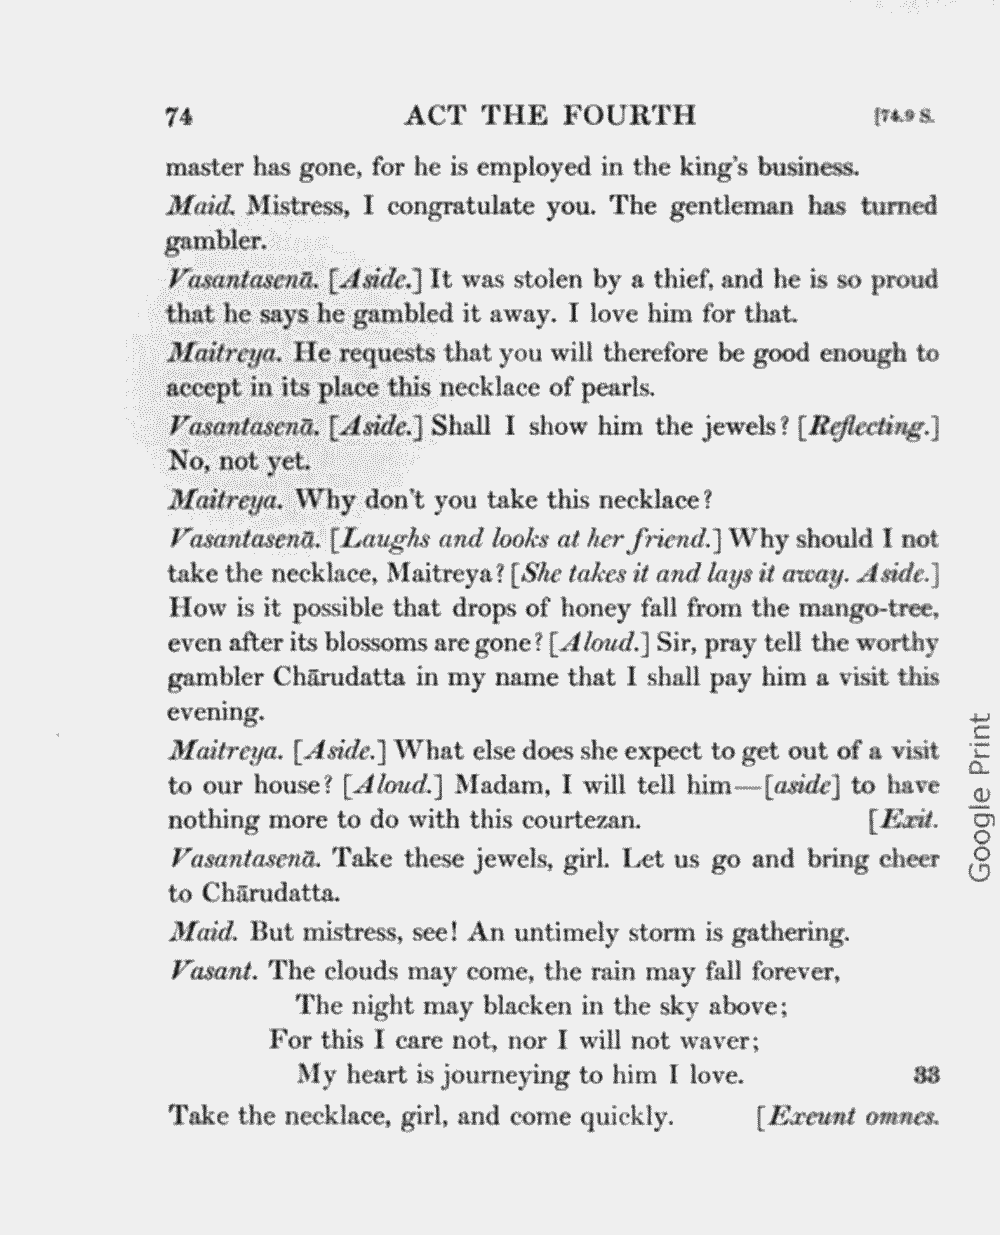 74 ACT THE FOURTH [74.9 S.
master has gone, for he is employed in the king's business.
Maid. Mistress, I congratulate you. The gentleman has turned
gambler.
Vasantasenā. [Aside.] It was stolen by a thief, and he is so proud
that he says he gambled it away. I love him for that.
Maitreya. He requests that you will therefore be good enough to
accept in its place this necklace of pearls.
Vasantasenā. [Aside.] Shall I show him the jewels? [Reflecting.]
No, not yet.
Maitreya. Why don't you take this necklace?
Vasantasenā. [Laughs and looks at her friend.] Why should I not
take the necklace, Maitreya? [She takes it and lays it away. Aside.]
How is it possible that drops of honey fall from the mango-tree,
even after its blossoms are gone? [Aloud.] Sir, pray tell the worthy
gambler Chārudatta in my name that I shall pay him a visit this
evening.
Maitreya. [Aside.] What else does she expect to get out of a visit
to our house? [Aloud.] Madam, I will tell him—[aside] to have
nothing more to do with this courtezan. [Exit.
Vasantasenā. Take these jewels, girl. Let us go and bring cheer
to Chārudatta.
Maid. But mistress, see! An untimely storm is gathering.
Vasant. The clouds may come, the rain may fall forever,
The night may blacken in the sky above;
For this I care not, nor I will not waver;
My heart is journeying to him I love. 33
Take the necklace, girl, and come quickly. [Exeunt omnes.
Google Print